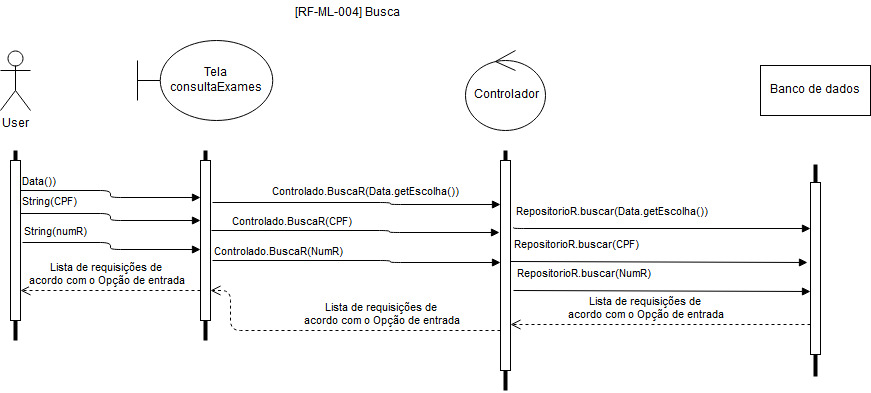 [RF-ML-004] Busca
Tela
consultaExames
Controlador
Banco de dados
User
Data())
String(CPF)
String(numR)
Lista de requisições de
acordo com o Opção de entrada
Controlado.BuscaR(Data.getEscolha())
Controlado.BuscaR(CPF)
Controlado.BuscaR(NumR)
Lista de requisições de
acordo com o Opção de entrada
RepositorioR.buscar(Data.getEscolha())
RepositorioR.buscar(CPF)
RepositorioR.buscar(NumR)
Lista de requisições de
acordo com o Opção de entrada